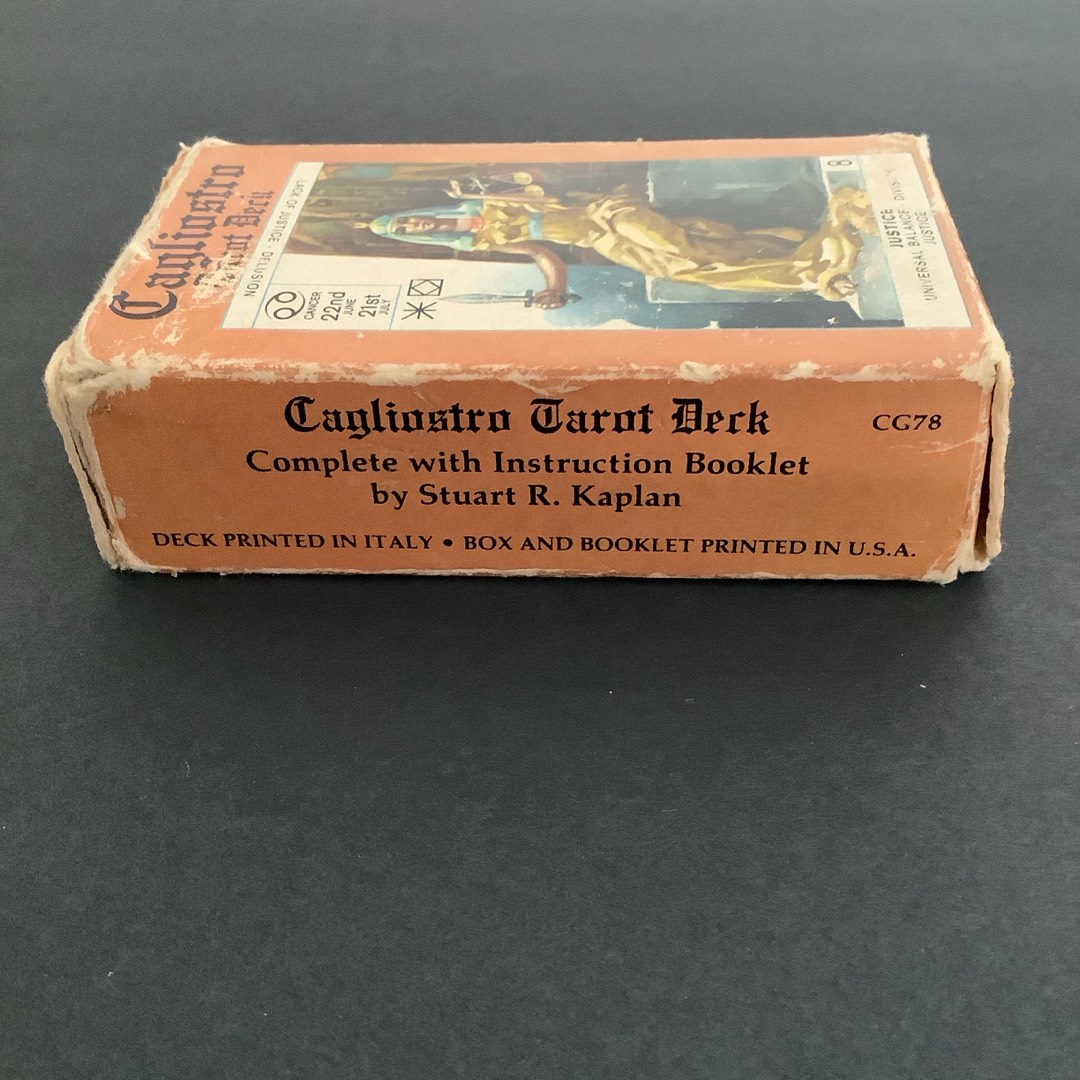 Cagliostro
Tarot Deck
LACK OF JUSTICE - DELUSION
CANCER
22nd
JUNE
21st
JULY
8
JUSTICE
UNIVERSAL BALANCE
JUSTICE
Cagliostro Tarot Deck
CG78
Complete with Instruction Booklet
by Stuart R. Kaplan
DECK PRINTED IN ITALY • BOX AND BOOKLET PRINTED IN U.S.A.